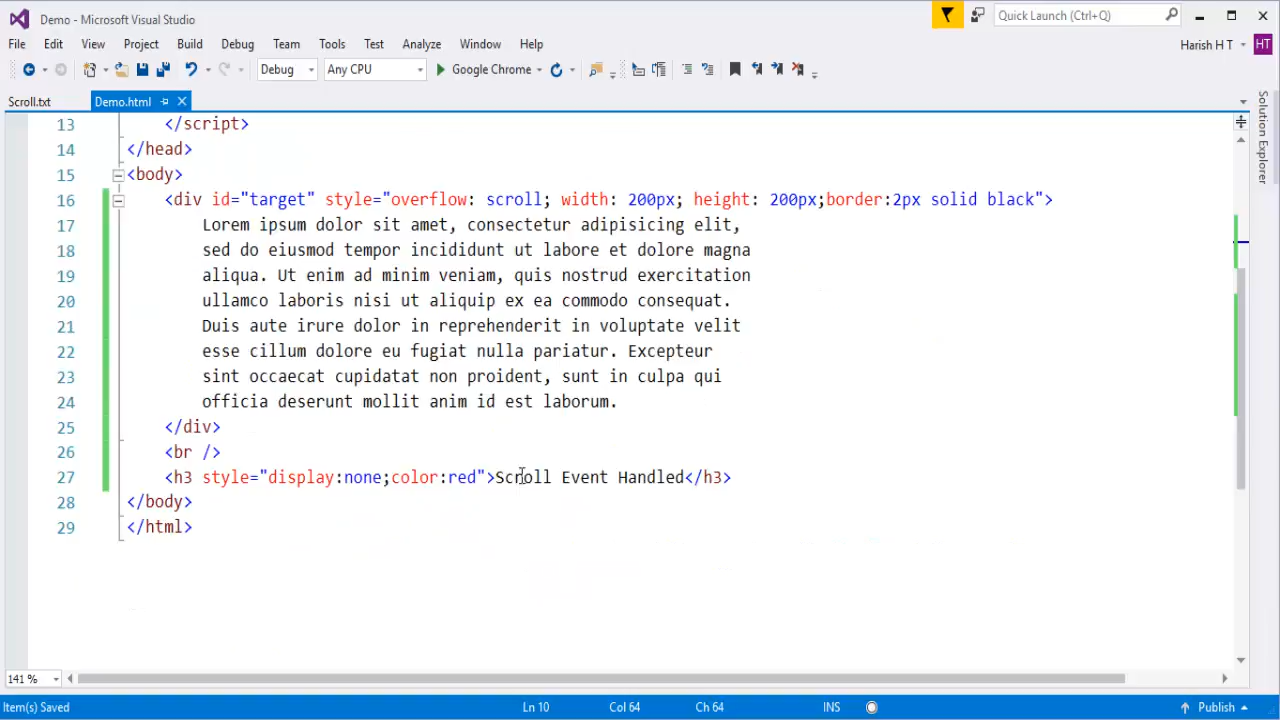 Demo - Microsoft Visual Studio
Quick Launch (Ctrl+Q)
File Edit View Project Build Debug Team Tools Test Analyze Window Help
Harish H T HT
Debug Any CPU Google Chrome
Scroll.txt Demo.html
Solution Explorer
13 </script>
14 </head>
15 <body>
16 <div id="target" style="overflow: scroll; width: 200px; height: 200px;border:2px solid black">
17 Lorem ipsum dolor sit amet, consectetur adipisicing elit,
18 sed do eiusmod tempor incididunt ut labore et dolore magna
19 aliqua. Ut enim ad minim veniam, quis nostrud exercitation
20 ullamco laboris nisi ut aliquip ex ea commodo consequat.
21 Duis aute irure dolor in reprehenderit in voluptate velit
22 esse cillum dolore eu fugiat nulla pariatur. Excepteur
23 sint occaecat cupidatat non proident, sunt in culpa qui
24 officia deserunt mollit anim id est laborum.
25 </div>
26 <br />
27 <h3 style="display:none;color:red">Scroll Event Handled</h3>
28 </body>
29 </html>
141 %
Item(s) Saved Ln 10 Col 64 Ch 64 INS Publish